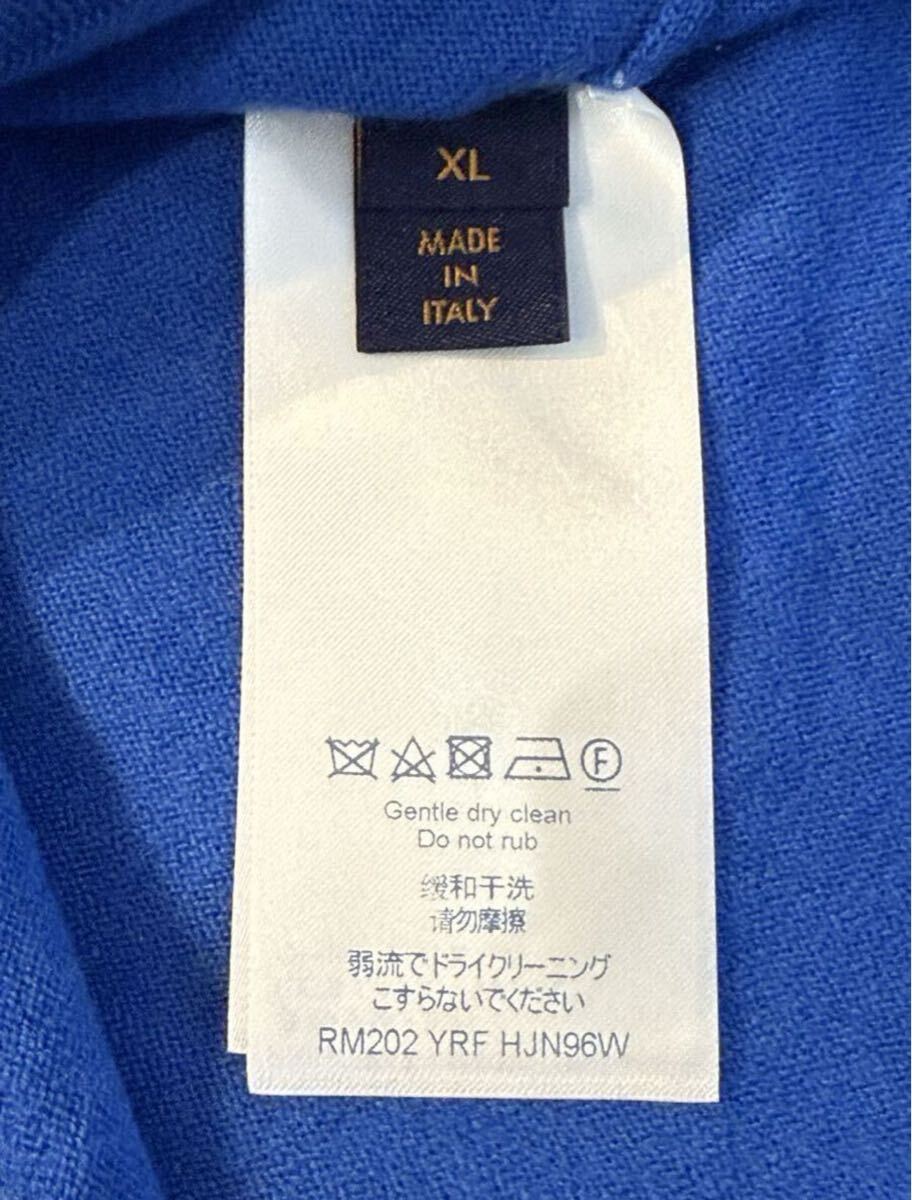 XL
MADE
IN
ITALY
F
Gentle dry clean
Do not rub
缓和干洗
请勿摩擦
弱流でドライクリーニング
こすらないでください
RM202 YRF HJN96W